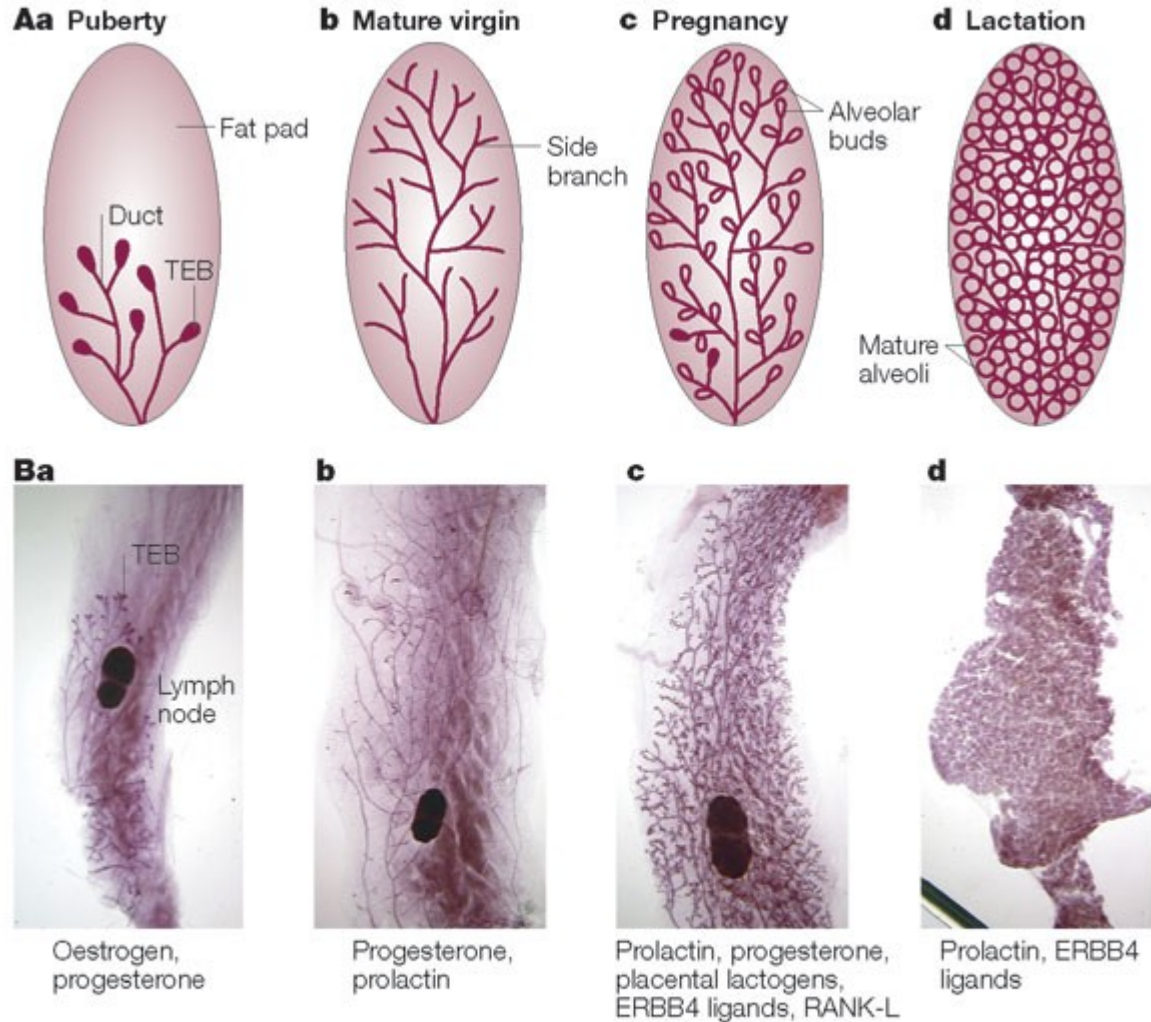 Aa Puberty
b Mature virgin
c Pregnancy
d Lactation
Fat pad
Duct
TEB
Side
branch
Alveolar
buds
Mature
alveoli
Ba
b
c
d
TEB
Lymph
node
Oestrogen,
progesterone
Progesterone,
prolactin
Prolactin, progesterone,
placental lactogens,
ERBB4 ligands, RANK-L
Prolactin, ERBB4
ligands